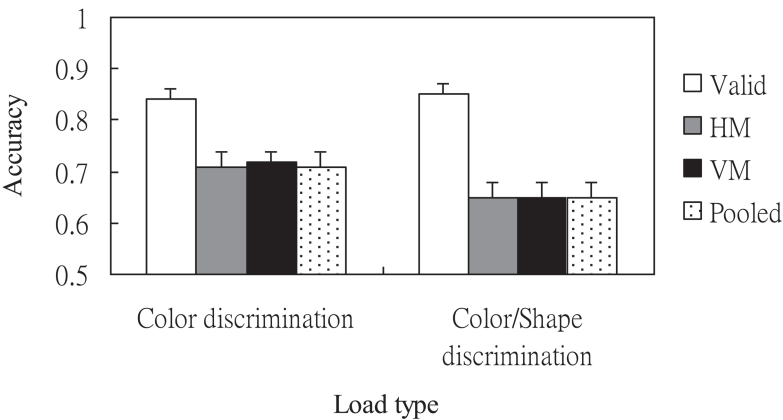 1
0.9
0.8
0.7
0.6
0.5
Accuracy
Valid
HM
VM
Pooled
Color discrimination
Color/Shape
discrimination
Load type